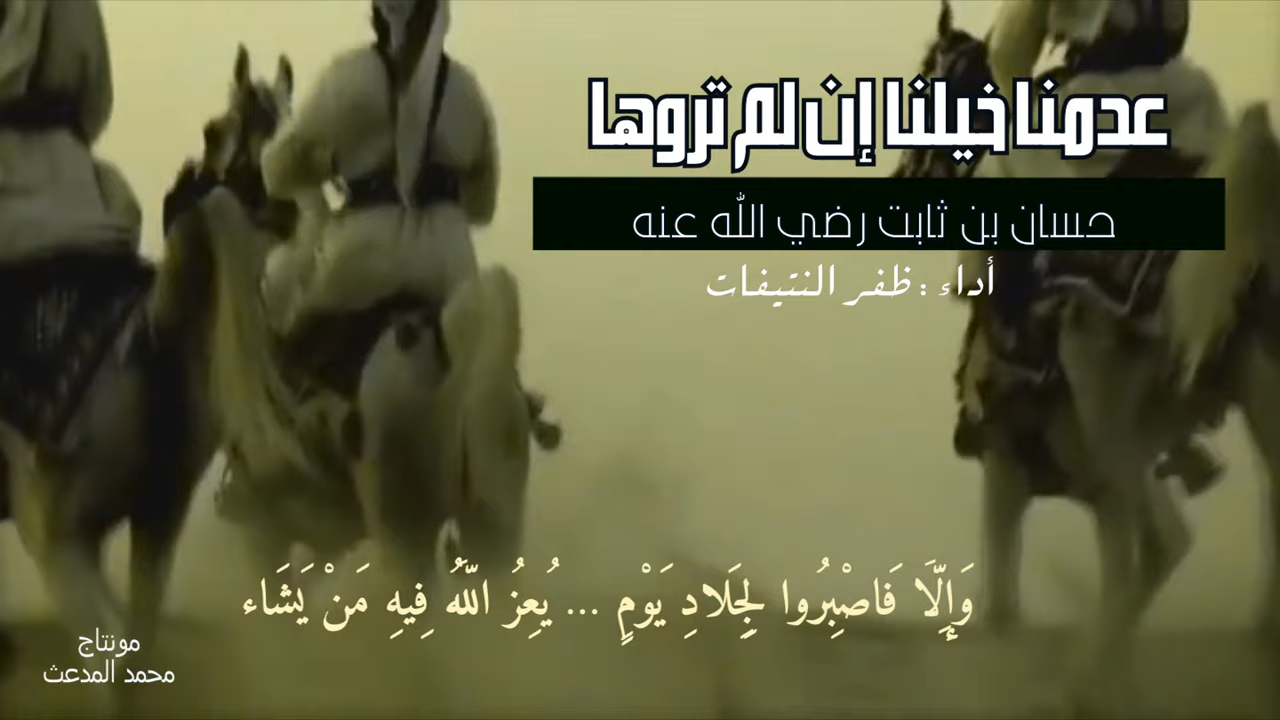 عدمنا خيلنا إن لم تروها
حسان بن ثابت رضي الله عنه
أداء : ظفر النتيفات
وَإِلَّا فَاصْبِرُوا لِجِلَادِ يَوْمٍ ... يُعِزُ اللَّهُ فِيهِ مَنْ يَشَاء
مونتاج
محمد المدعث